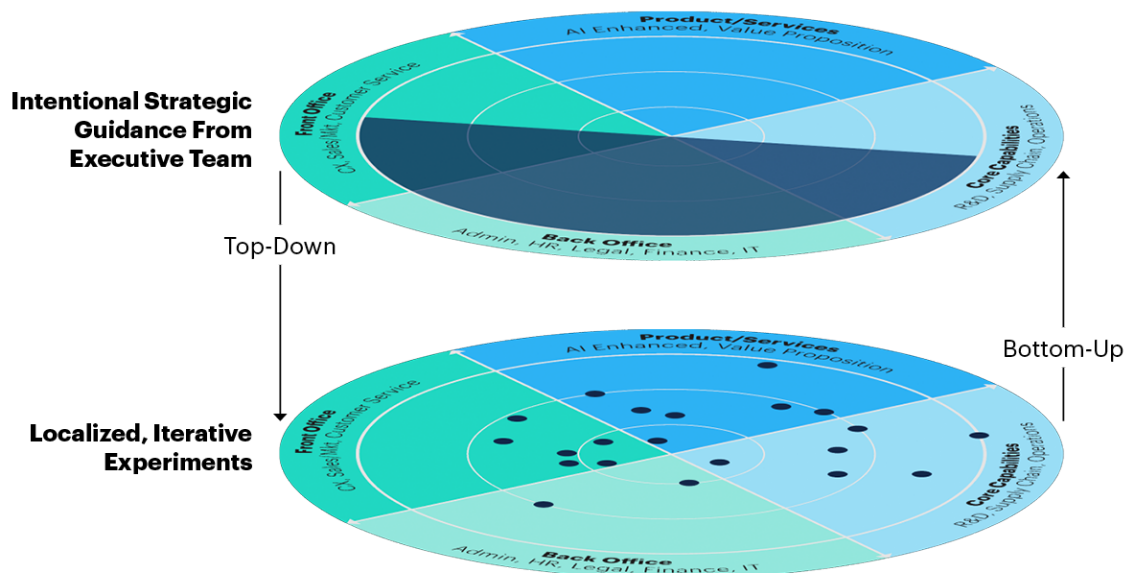 Product/Services
AI Enhanced, Value Proposition
Front Office
CX, Sales/Mkt, Customer Service
Intentional Strategic
Guidance From
Executive Team
Core Capabilities
R&D, Supply Chain, Operations
Back Office
Admin, HR, Legal, Finance, IT
Top-Down
Bottom-Up
Product/Services
AI Enhanced, Value Proposition
Front Office
CX, Sales/Mkt, Customer Service
Localized, Iterative
Experiments
Core Capabilities
R&D, Supply Chain, Operations
Back Office
Admin, HR, Legal, Finance, IT